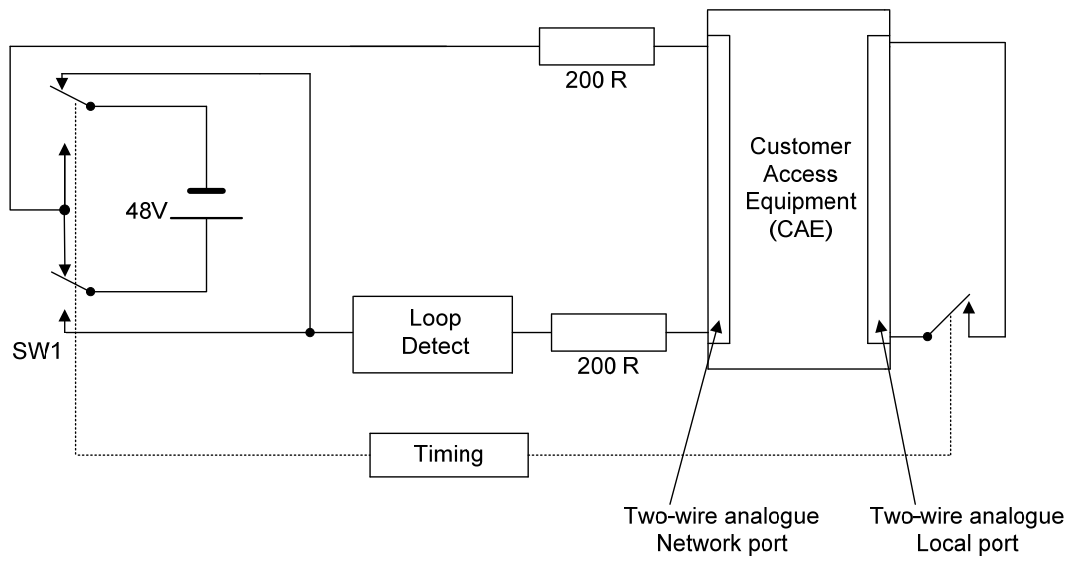 200 R
Customer
Access
Equipment
(CAE)
48V
Loop
Detect
SW1
200 R
Timing
Two-wire analogue
Network port
Two-wire analogue
Local port